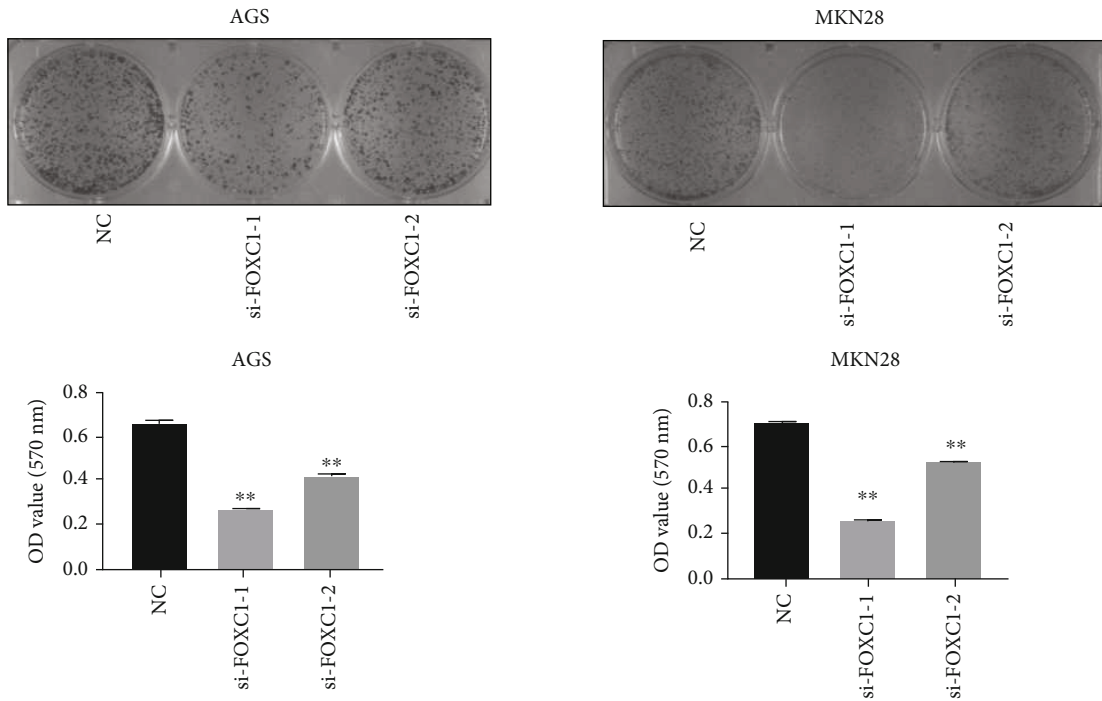 AGS
NC
si-FOXC1-1
si-FOXC1-2
MKN28
NC
si-FOXC1-1
si-FOXC1-2
AGS
OD value (570 nm)
0.8
0.6
0.4
0.2
0.0
**
**
NC
si-FOXC1-1
si-FOXC1-2
MKN28
OD value (570 nm)
0.8
0.6
0.4
0.2
0.0
**
**
NC
si-FOXC1-1
si-FOXC1-2